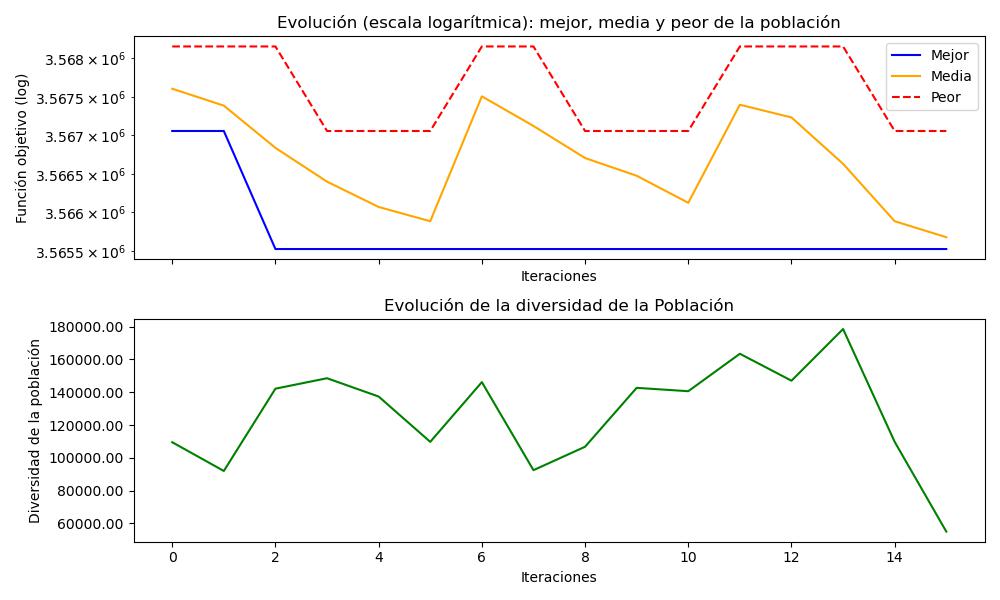 Evolución (escala logarítmica): mejor, media y peor de la población
Función objetivo (log)
3.568 × 10⁶
3.5675 × 10⁶
3.567 × 10⁶
3.5665 × 10⁶
3.566 × 10⁶
3.5655 × 10⁶
Mejor
Media
Peor
Iteraciones
Evolución de la diversidad de la Población
Diversidad de la población
180000.00
160000.00
140000.00
120000.00
100000.00
80000.00
60000.00
0 2 4 6 8 10 12 14
Iteraciones